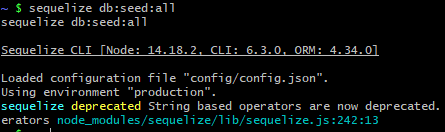 ~ $ sequelize db:seed:all
sequelize db:seed:all
Sequelize CLI [Node: 14.18.2, CLI: 6.3.0, ORM: 4.34.0]
Loaded configuration file "config/config.json".
Using environment "production".
sequelize deprecated String based operators are now deprecated.
erators node_modules/sequelize/lib/sequelize.js:242:13